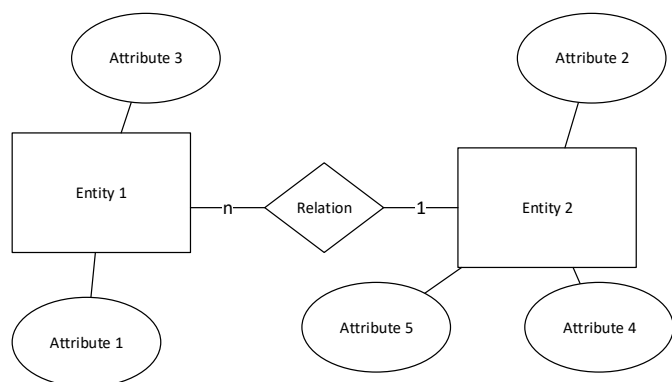 Attribute 3
Attribute 2
Entity 1
n
Relation
1
Entity 2
Attribute 1
Attribute 5
Attribute 4